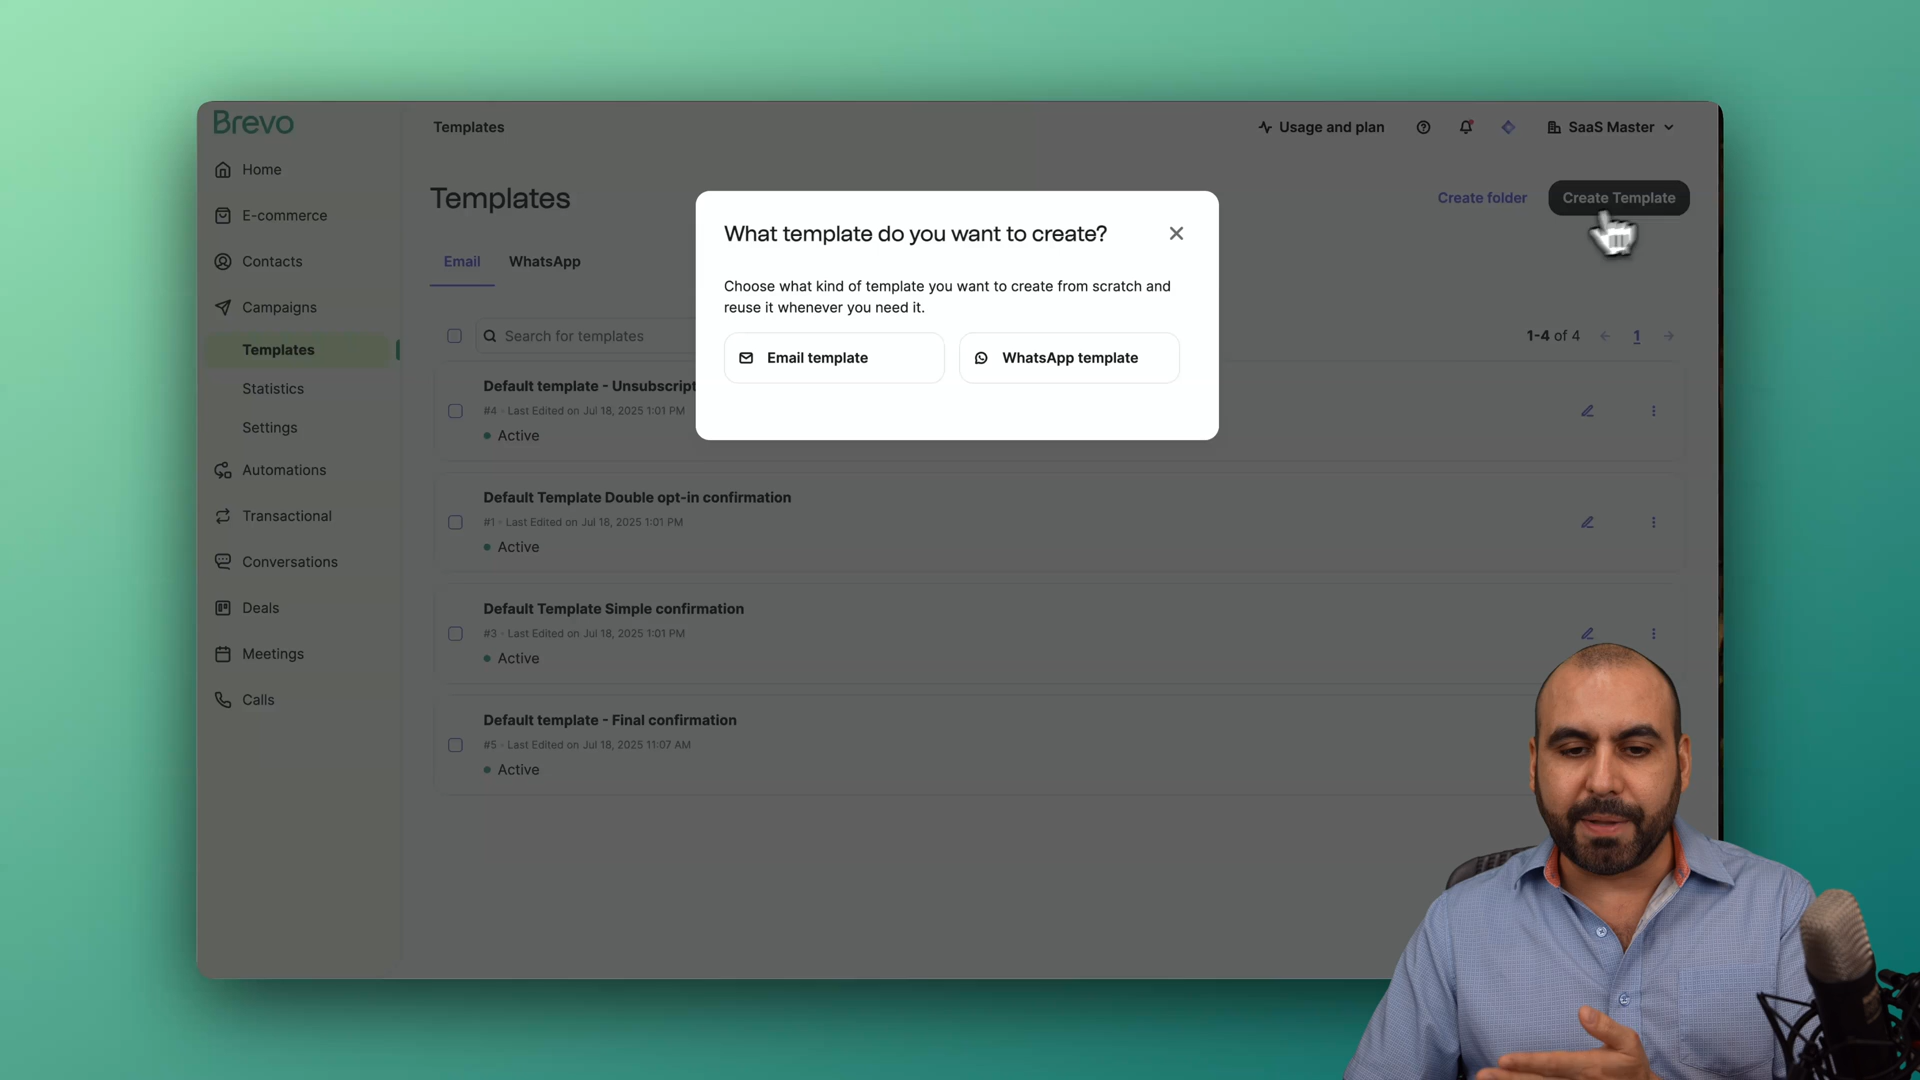 Brevo
Templates
Usage and plan
SaaS Master
Home
E-commerce
Contacts
Campaigns
Templates
Statistics
Settings
Automations
Transactional
Conversations
Deals
Meetings
Calls
Templates
Create folder
Create Template
Email
WhatsApp
Search for templates
1-4 of 4
1
What template do you want to create?
Choose what kind of template you want to create from scratch and
reuse it whenever you need it.
Email template
WhatsApp template
Default template - Unsubscript
#4 · Last Edited on Jul 18, 2025 1:01 PM
Active
Default Template Double opt-in confirmation
#1 · Last Edited on Jul 18, 2025 1:01 PM
Active
Default Template Simple confirmation
#3 · Last Edited on Jul 18, 2025 1:01 PM
Active
Default template - Final confirmation
#5 · Last Edited on Jul 18, 2025 11:07 AM
Active